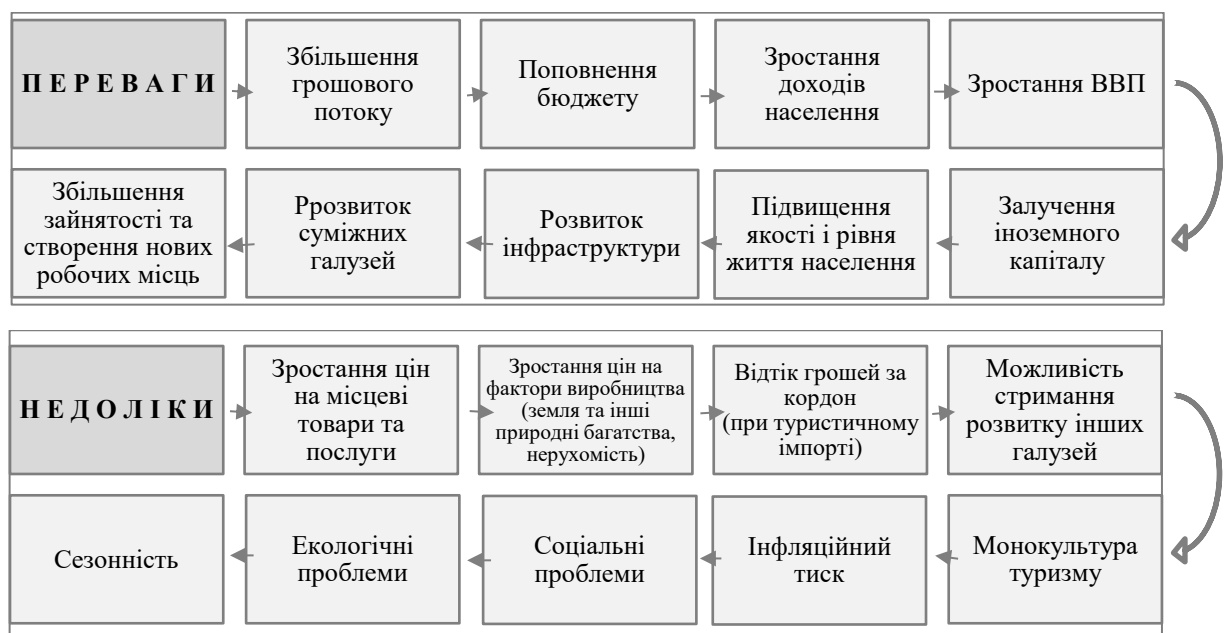 П Е Р Е В А Г И
Збільшення
грошового
потоку
Поповнення
бюджету
Зростання
доходів
населення
Зростання ВВП
Залучення
іноземного
капіталу
Підвищення
якості і рівня
життя населення
Розвиток
інфраструктури
Ррозвиток
суміжних
галузей
Збільшення
зайнятості та
створення нових
робочих місць
Н Е Д О Л І К И
Зростання цін
на місцеві
товари та
послуги
Зростання цін на
фактори виробництва
(земля та інші
природні багатства,
нерухомість)
Відтік грошей за
кордон
(при туристичному
імпорті)
Можливість
стримання
розвитку інших
галузей
Монокультура
туризму
Інфляційний
тиск
Соціальні
проблеми
Екологічні
проблеми
Сезонність